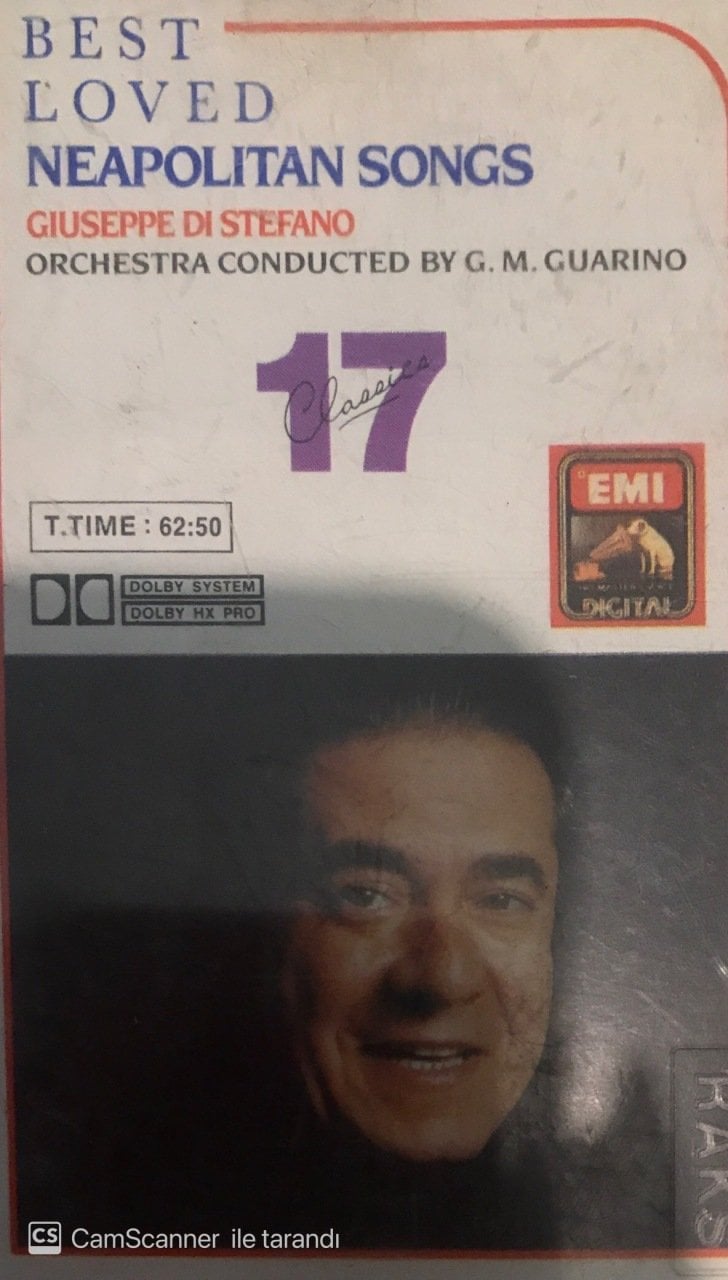 BEST
LOVED
NEAPOLITAN SONGS
GIUSEPPE DI STEFANO
ORCHESTRA CONDUCTED BY G. M. GUARINO
17
Classics
EMI
T.TIME : 62:50
DOLBY SYSTEM
DOLBY HX PRO
DIGITAL
RAKS
CS CamScanner ile tarandı